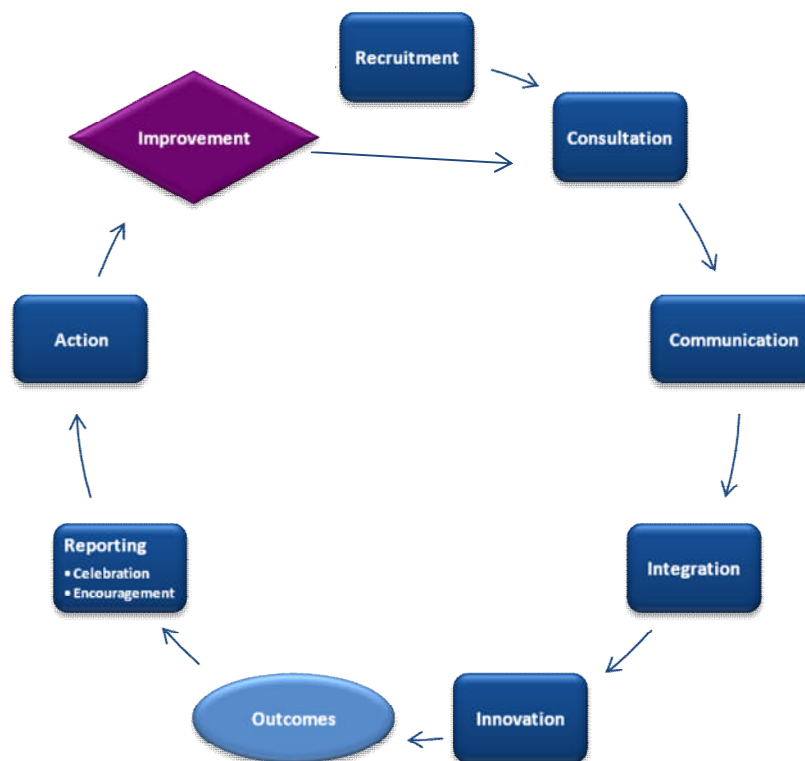 Recruitment
Improvement
Consultation
Action
Communication
Reporting
• Celebration
• Encouragement
Integration
Outcomes
Innovation